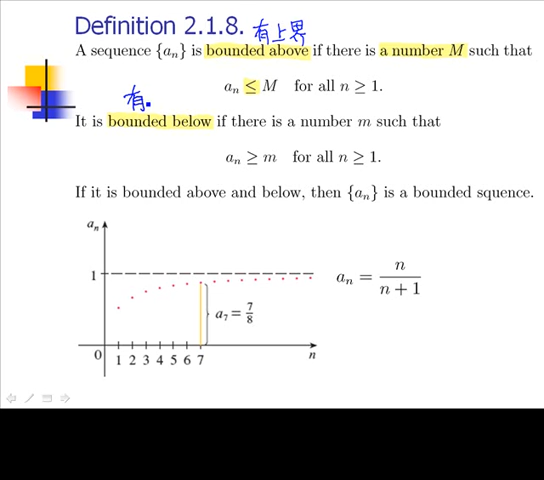 Definition 2.1.8. 有上界
A sequence {aₙ} is bounded above if there is a number M such that
aₙ ≤ M for all n ≥ 1.
有
It is bounded below if there is a number m such that
aₙ ≥ m for all n ≥ 1.
If it is bounded above and below, then {aₙ} is a bounded squence.
aₙ
1
aₙ = n/(n + 1)
a₇ = 7/8
0 1 2 3 4 5 6 7 n